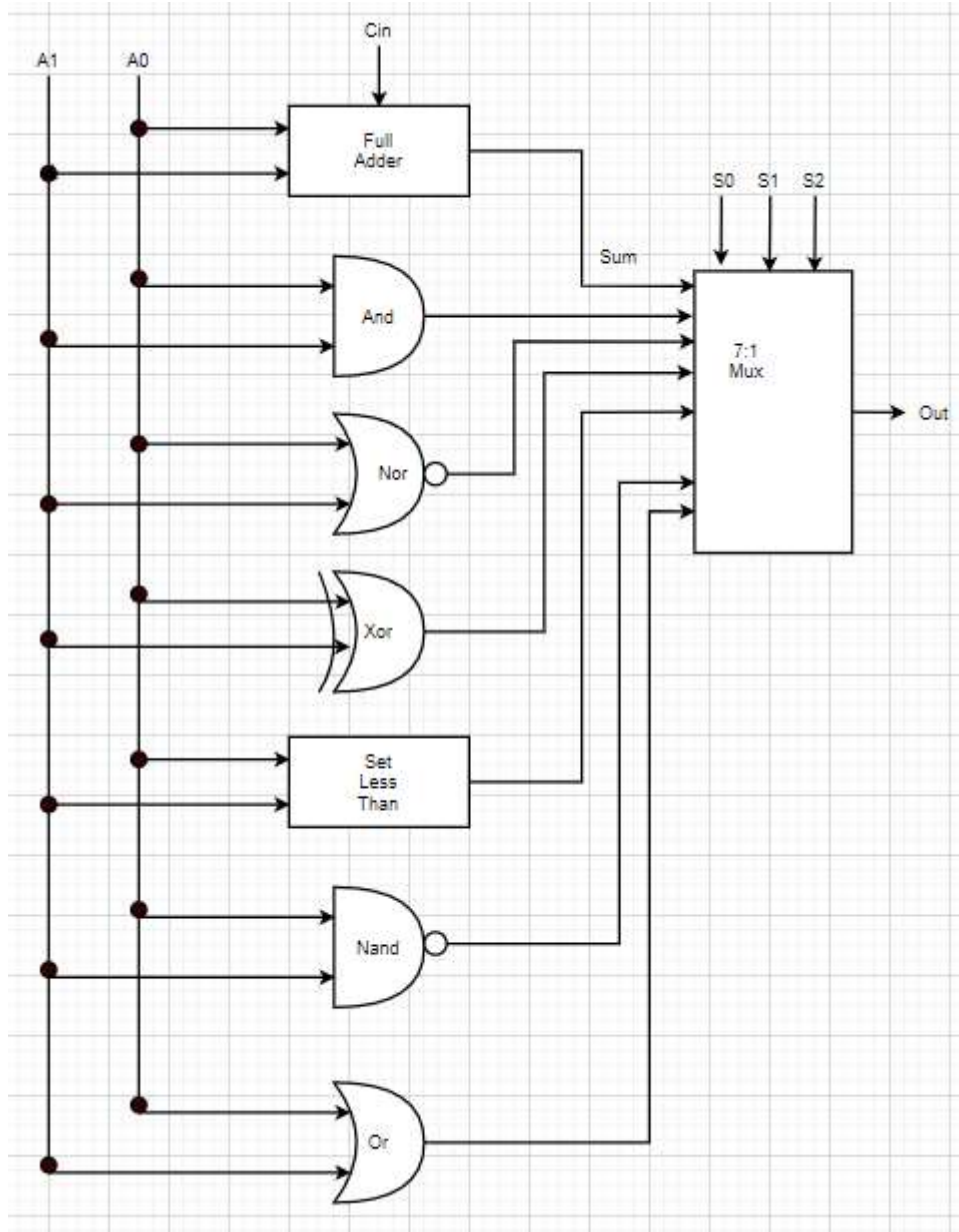 Cin
A1
A0
Full
Adder
S0
S1
S2
Sum
And
7:1
Mux
Out
Nor
Xor
Set
Less
Than
Nand
Or